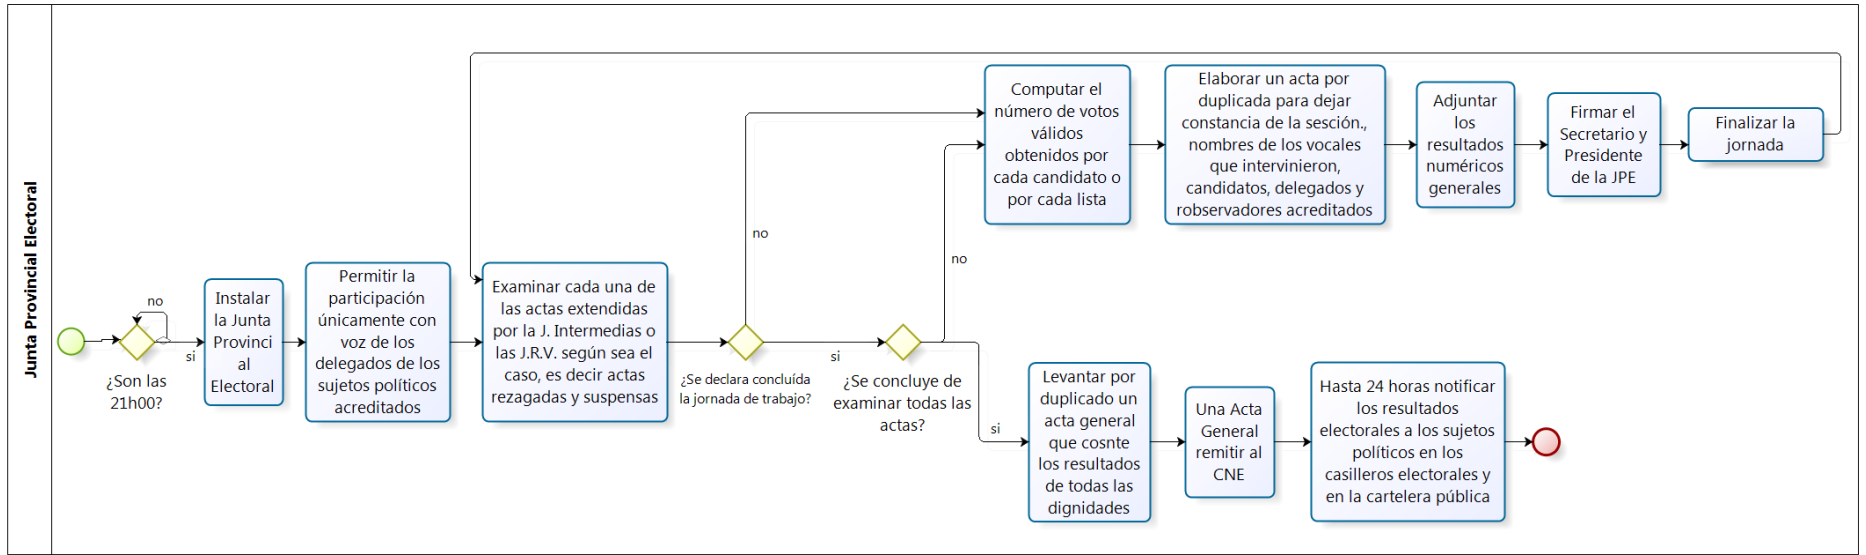 Junta Provincial Electoral
no
si
¿Son las
21h00?
Instalar
la Junta
Provinci
al
Electoral
Permitir la
participación
únicamente con
voz de los
delegados de los
sujetos políticos
acreditados
Examinar cada una de
las actas extendidas
por la J. Intermedias o
las J.R.V. según sea el
caso, es decir actas
rezagadas y suspensas
no
si
¿Se declara concluída
la jornada de trabajo?
no
si
¿Se concluye de
examinar todas las
actas?
Computar el
número de votos
válidos
obtenidos por
cada candidato o
por cada lista
Elaborar un acta por
duplicada para dejar
constancia de la sesción.,
nombres de los vocales
que intervinieron,
candidatos, delegados y
robservadores acreditados
Adjuntar
los
resultados
numéricos
generales
Firmar el
Secretario y
Presidente
de la JPE
Finalizar la
jornada
Levantar por
duplicado un
acta general
que cosnte
los resultados
de todas las
dignidades
Una Acta
General
remitir al
CNE
Hasta 24 horas notificar
los resultados
electorales a los sujetos
políticos en los
casilleros electorales y
en la cartelera pública